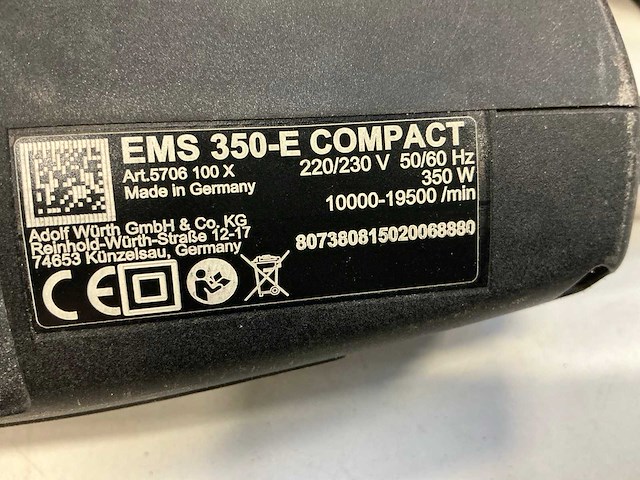 EMS 350-E COMPACT
Art.5706 100 X
220/230 V 50/60 Hz
Made in Germany
350 W
10000-19500 /min
Adolf Würth GmbH & Co. KG
Reinhold-Würth-Straße 12-17
74653 Künzelsau, Germany
807380815020068880
CE